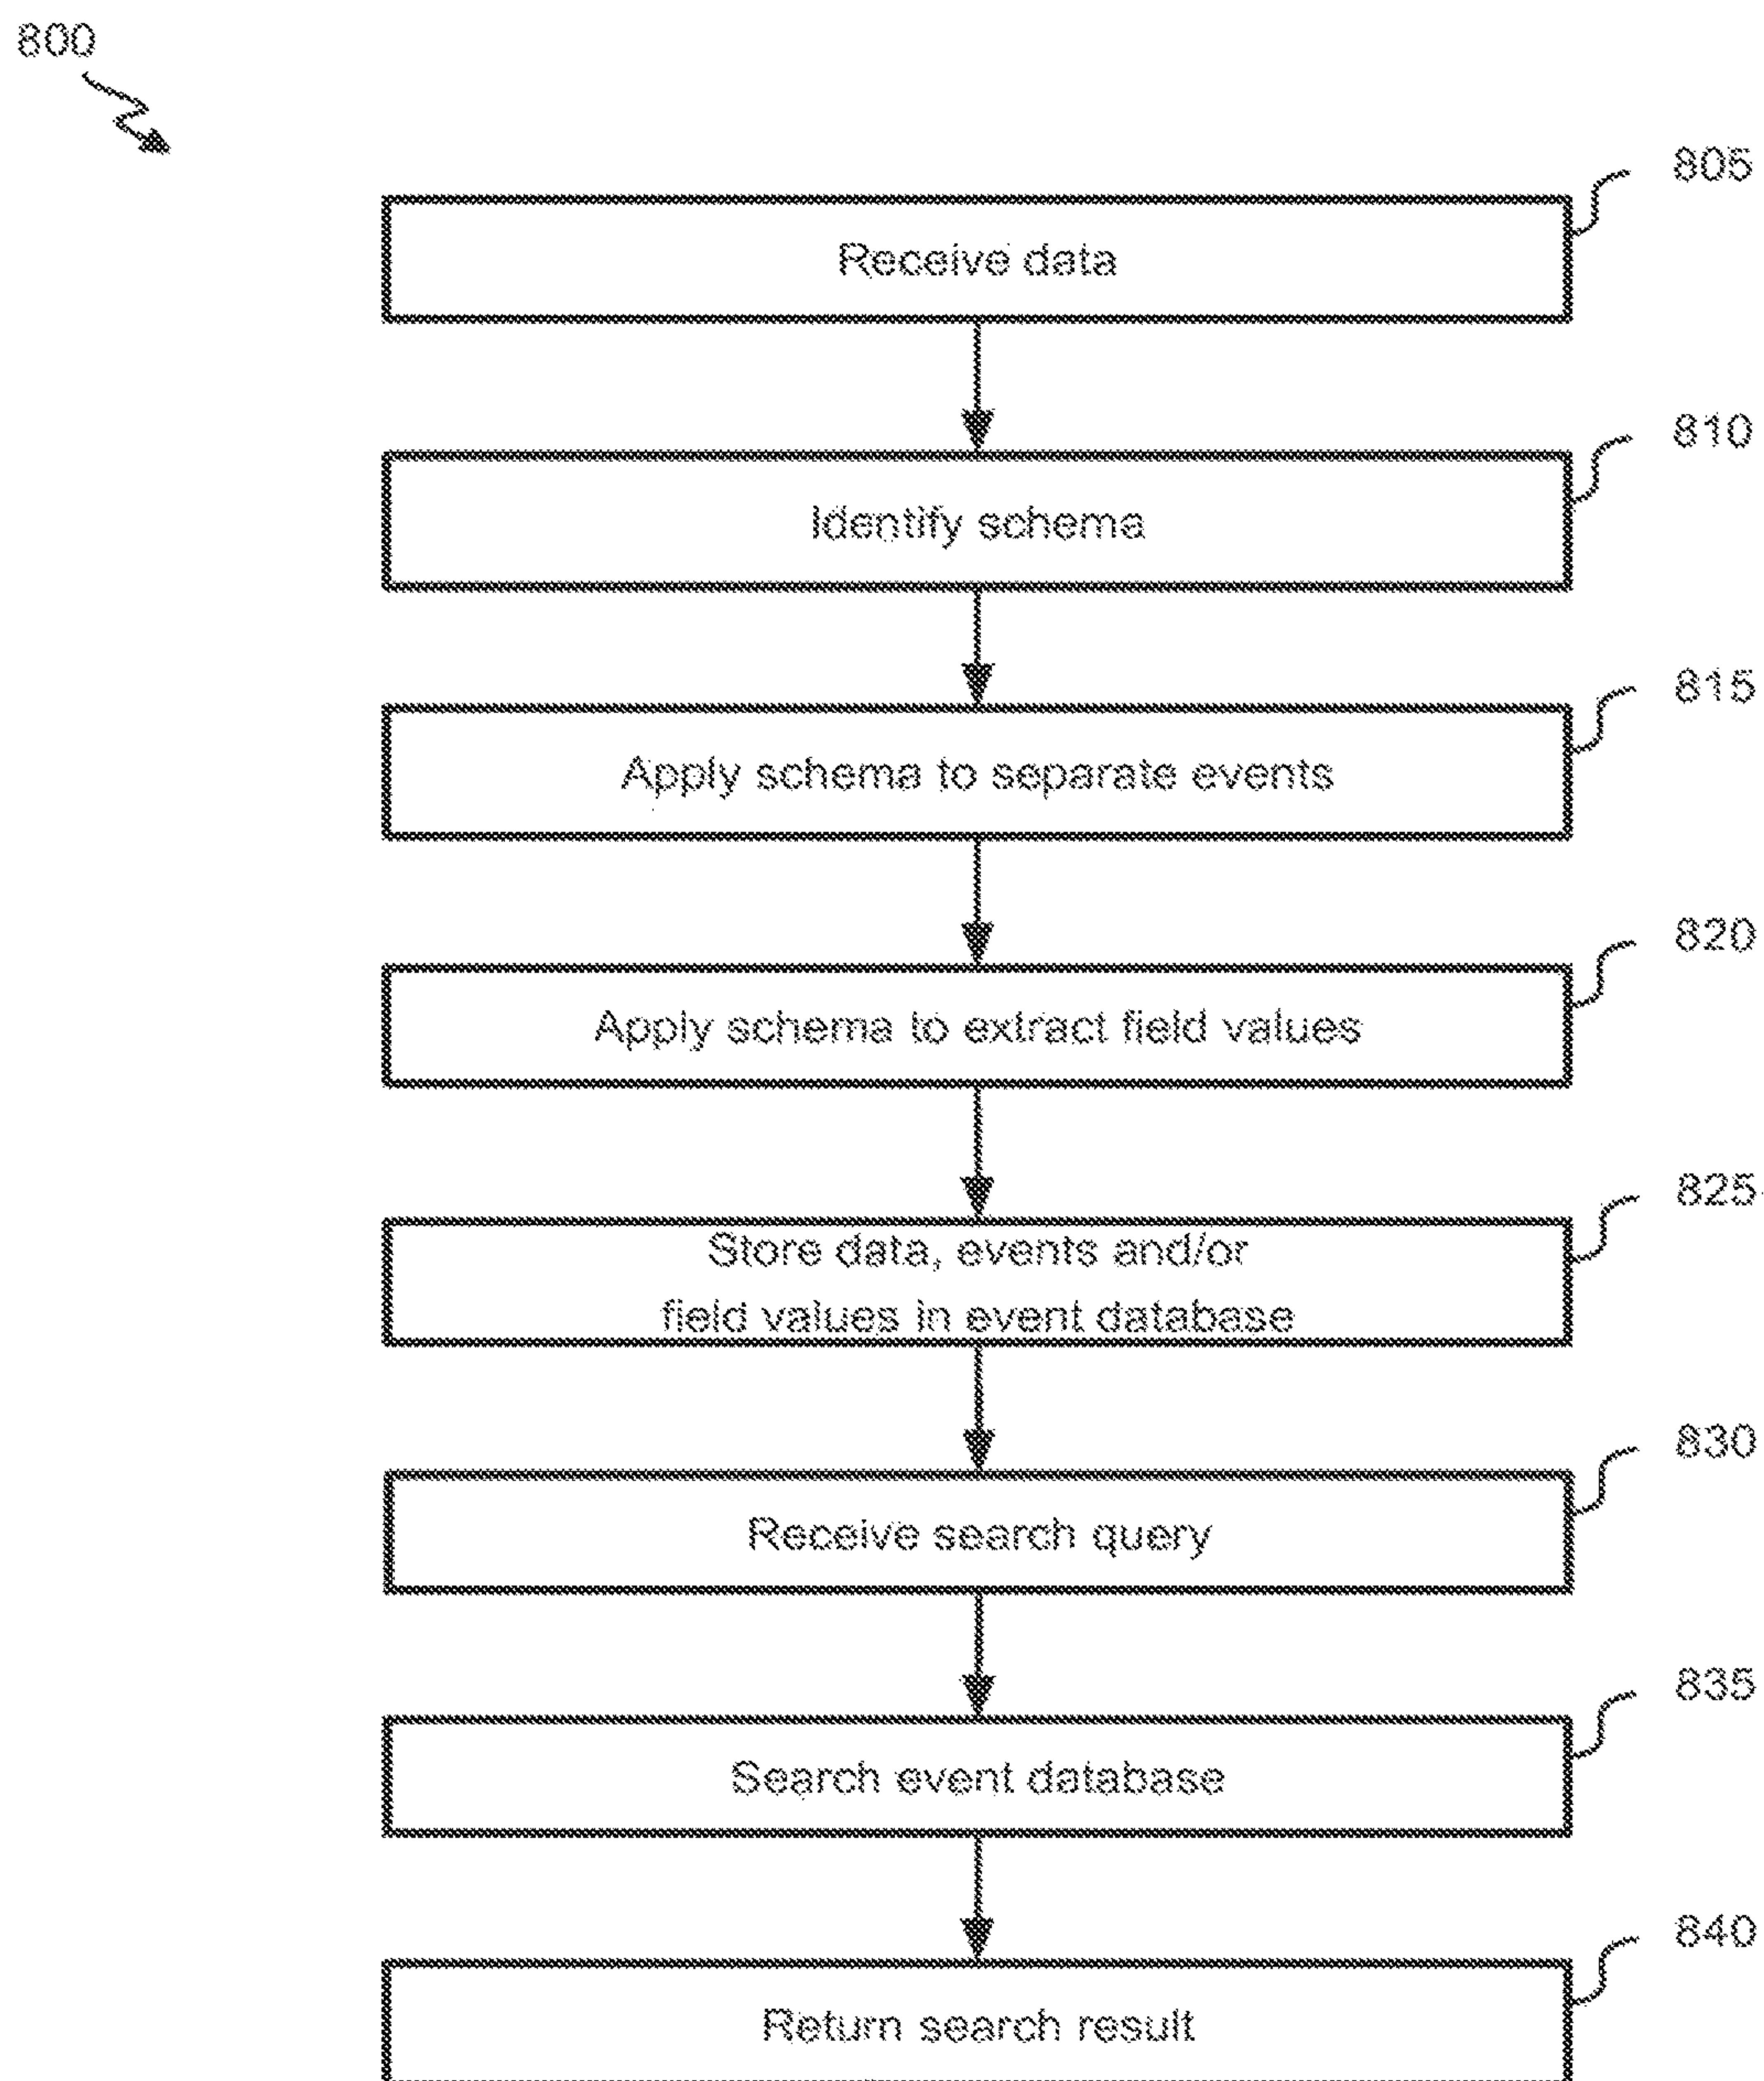 800
805
Receive data
810
Identify schema
815
Apply schema to separate events
820
Apply schema to extract field values
825
Store data, events and/or
field values in event database
830
Receive search query
835
Search event database
840
Return search result